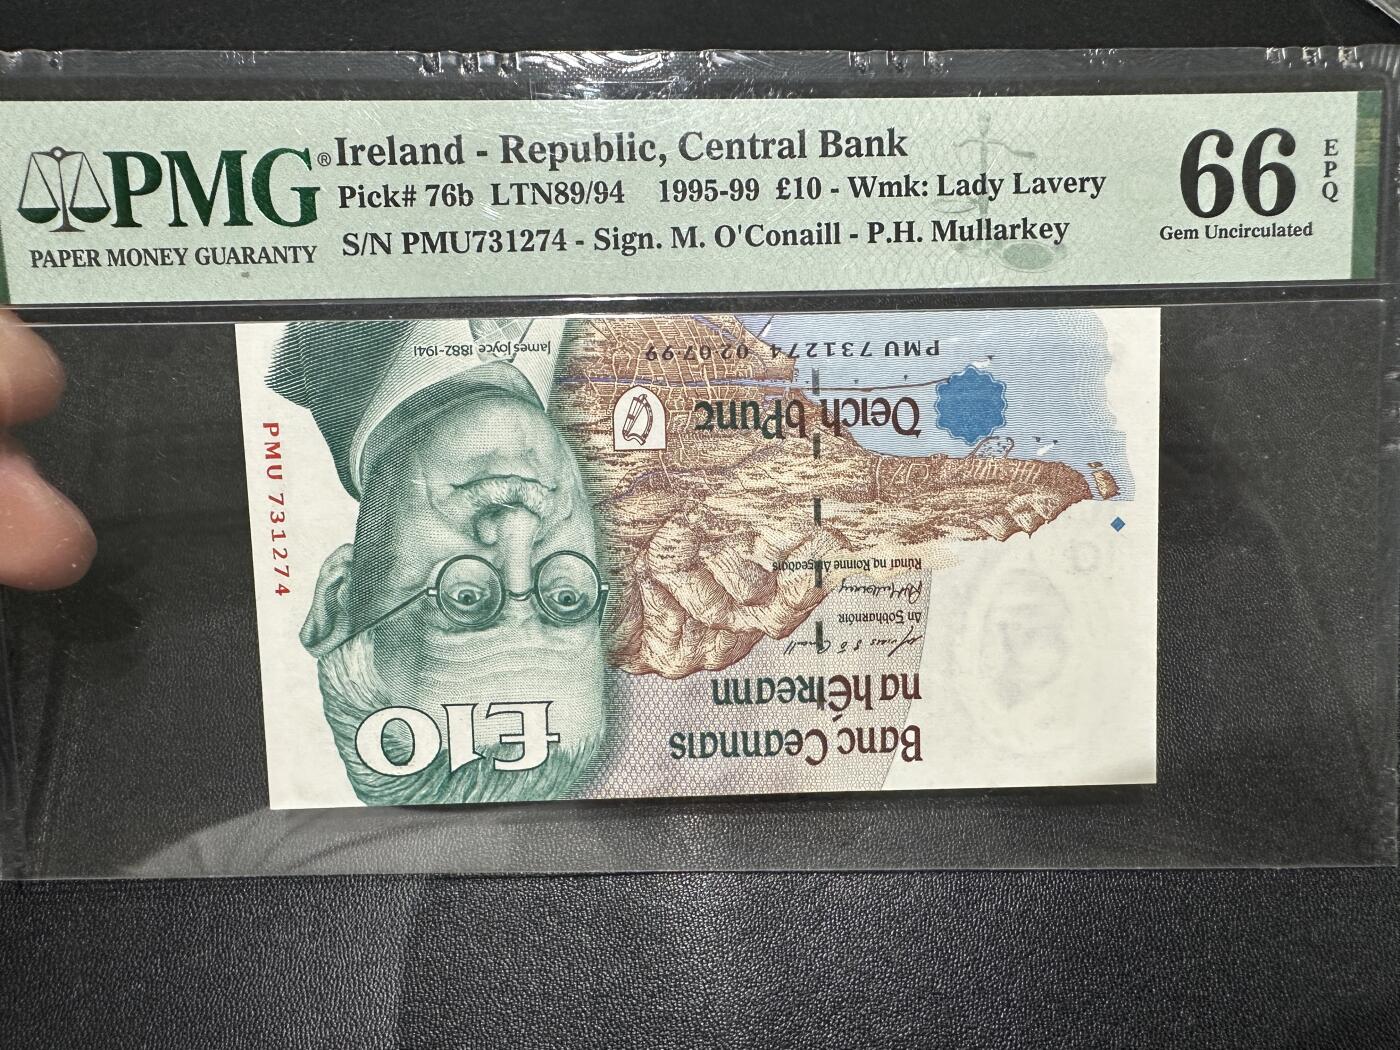 PMG®
PAPER MONEY GUARANTY
Ireland - Republic, Central Bank
Pick# 76b LTN89/94 1995-99 £10 - Wmk: Lady Lavery
S/N PMU731274 - Sign. M. O'Conaill - P.H. Mullarkey
66
EPQ
Gem Uncirculated
Banc Ceannais
na hÉireann
£10
An Gobharnóir
Rúnaí na Roinne Airgeadais
Deich bPunt
PMU 731274 02.07.99
James Joyce 1882-1941
PMU 731274